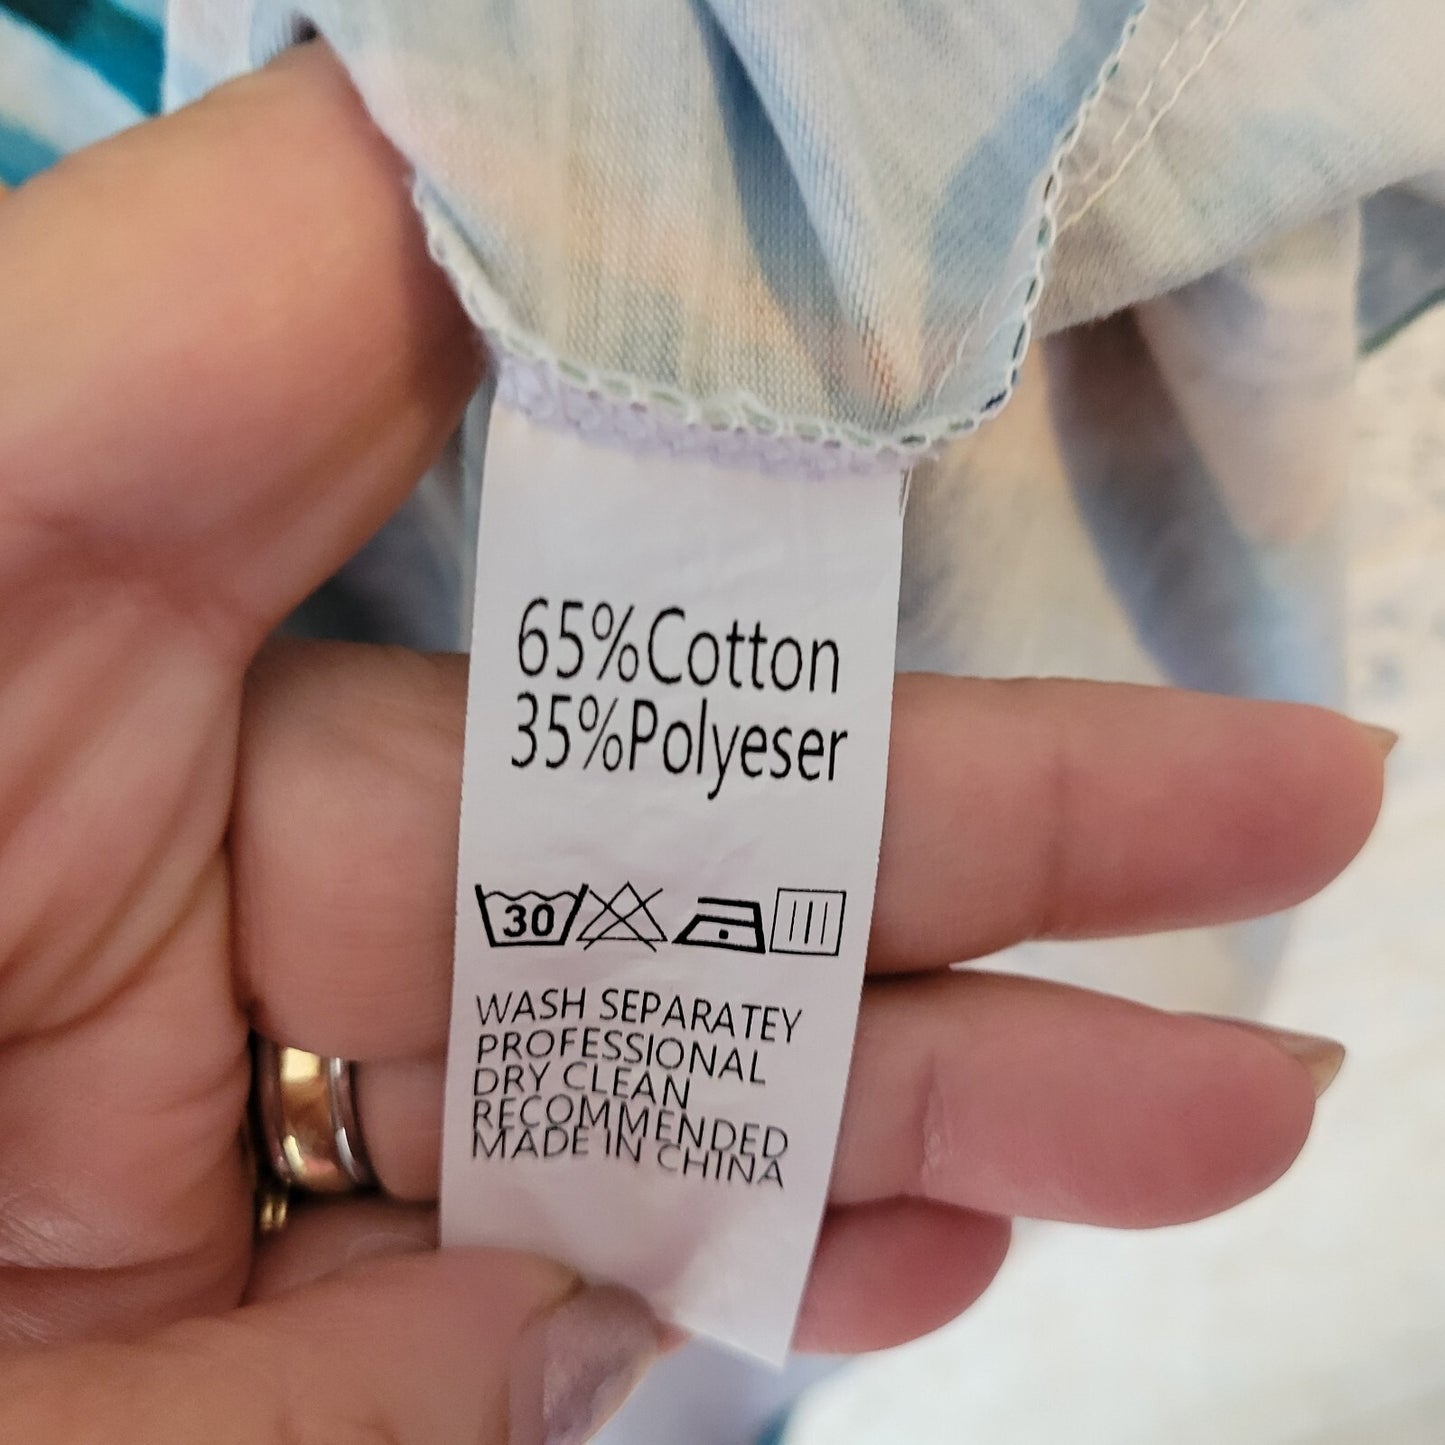 65%Cotton
35%Polyeser
30
WASH SEPARATEY
PROFESSIONAL
DRY CLEAN
RECOMMENDED
MADE IN CHINA